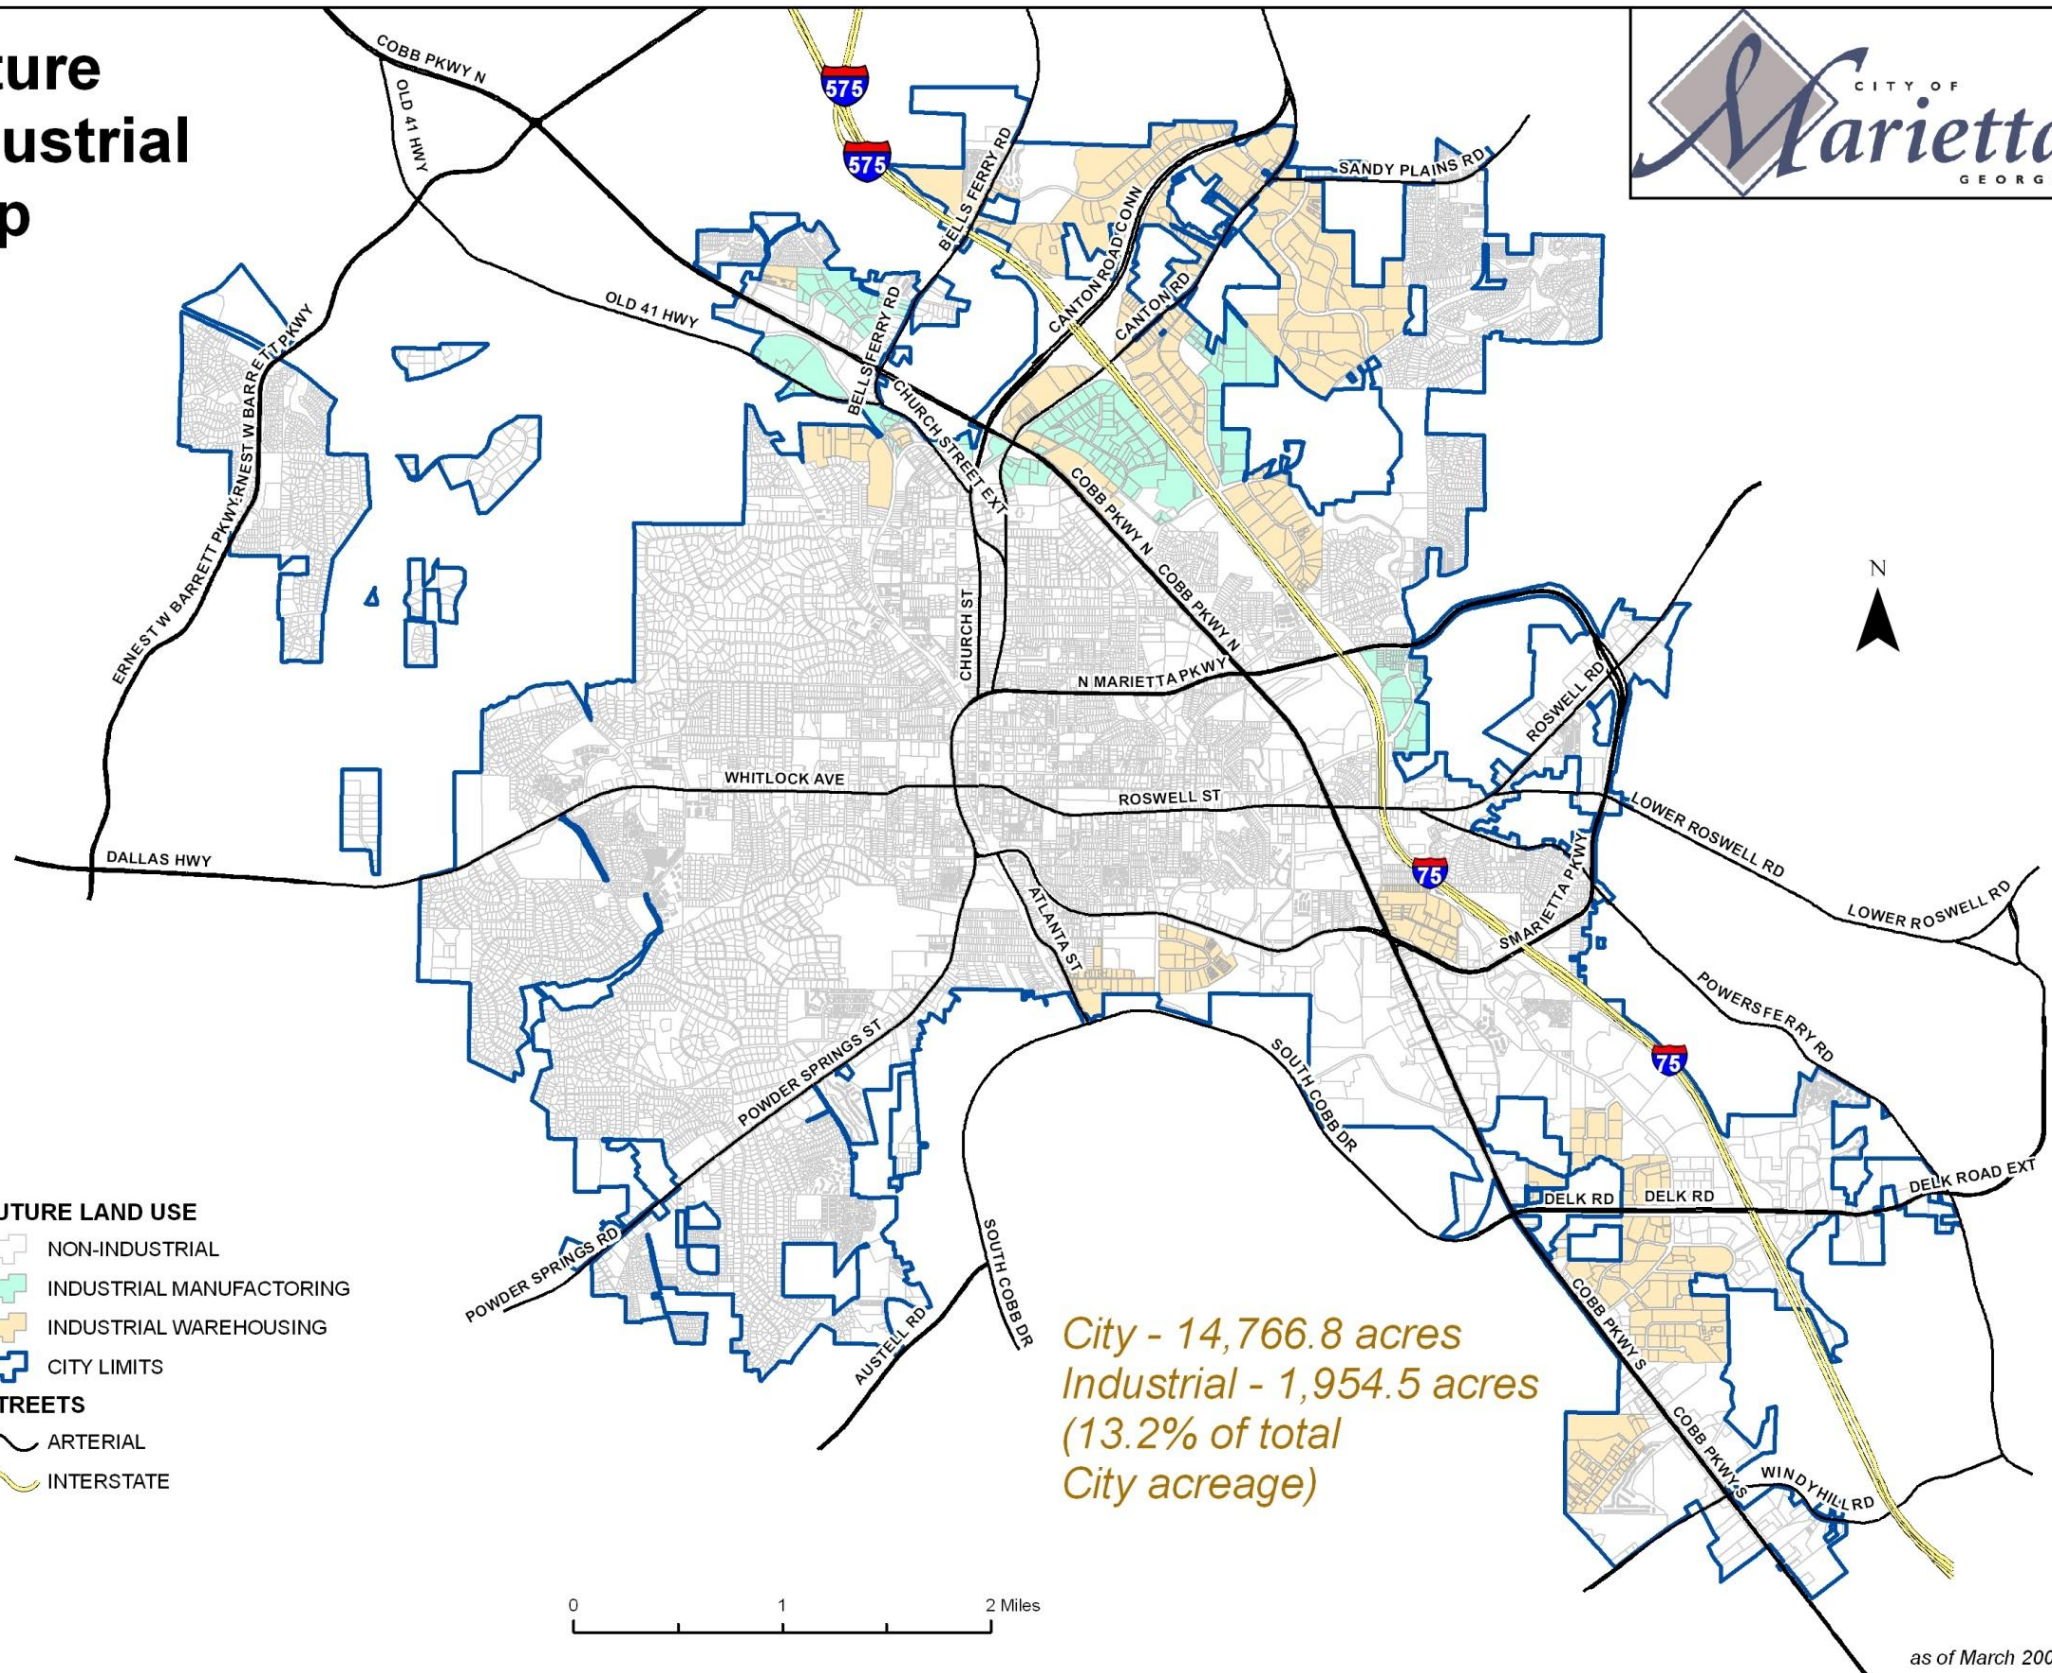 ture
ustrial
p
CITY OF
Marietta
GEORG
COBB PKWY N
OLD 41 HWY
575
575
BELLS FERRY RD
SANDY PLAINS RD
CANTON ROAD CONN
CANTON RD
OLD 41 HWY
BELLS FERRY RD
CHURCH STREET EXT
ERNEST W BARRETT PKWY
ERNEST W BARRETT PKWY
ERNEST W BARRETT PKWY
COBB PKWY N
COBB PKWY N
N
CHURCH ST
N MARIETTA PKWY
ROSWELL RD
WHITLOCK AVE
ROSWELL ST
LOWER ROSWELL RD
DALLAS HWY
75
S MARIETTA PKWY
LOWER ROSWELL RD
ATLANTA ST
POWERS FERRY RD
75
POWDER SPRINGS ST
SOUTH COBB DR
DELK RD
DELK RD
DELK ROAD EXT
UTURE LAND USE
NON-INDUSTRIAL
INDUSTRIAL MANUFACTORING
INDUSTRIAL WAREHOUSING
CITY LIMITS
TREETS
ARTERIAL
INTERSTATE
POWDER SPRINGS RD
SOUTH COBB DR
AUSTELL RD
COBB PKWY S
COBB PKWY S
WINDY HILL RD
City - 14,766.8 acres
Industrial - 1,954.5 acres
(13.2% of total
City acreage)
0 1 2 Miles
as of March 200